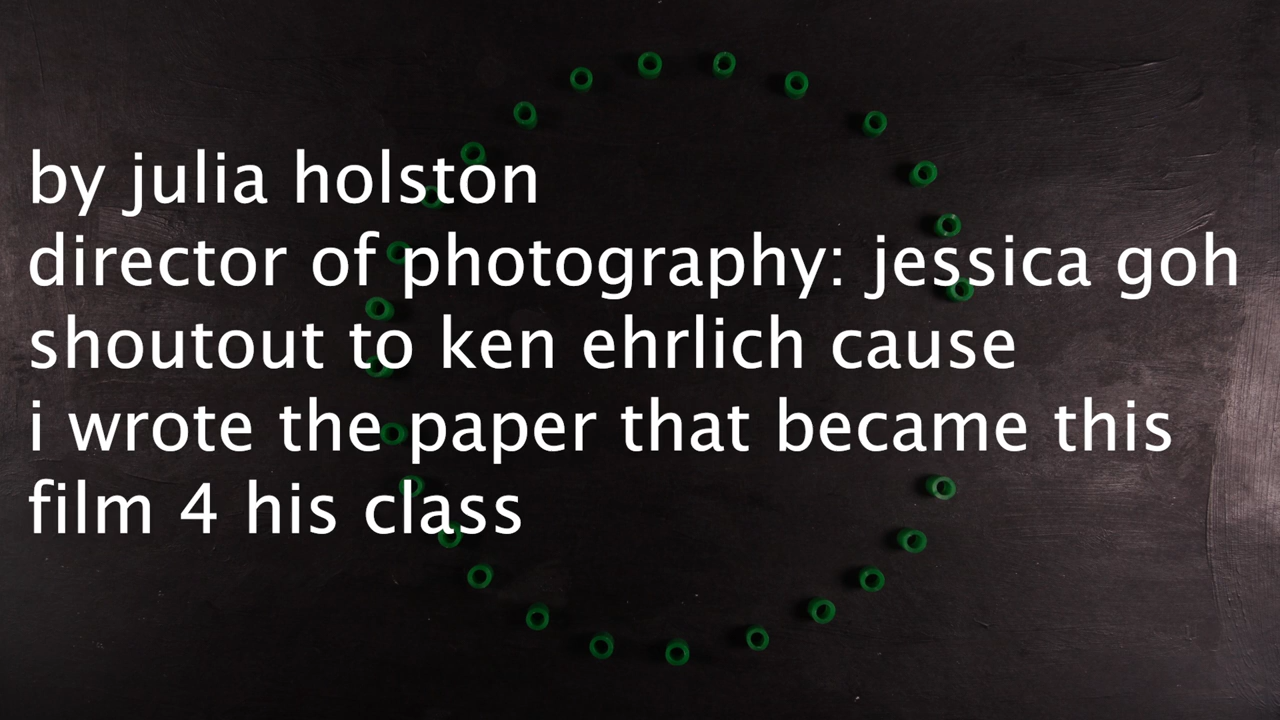 by julia holston
director of photography: jessica goh
shoutout to ken ehrlich cause
i wrote the paper that became this
film 4 his class